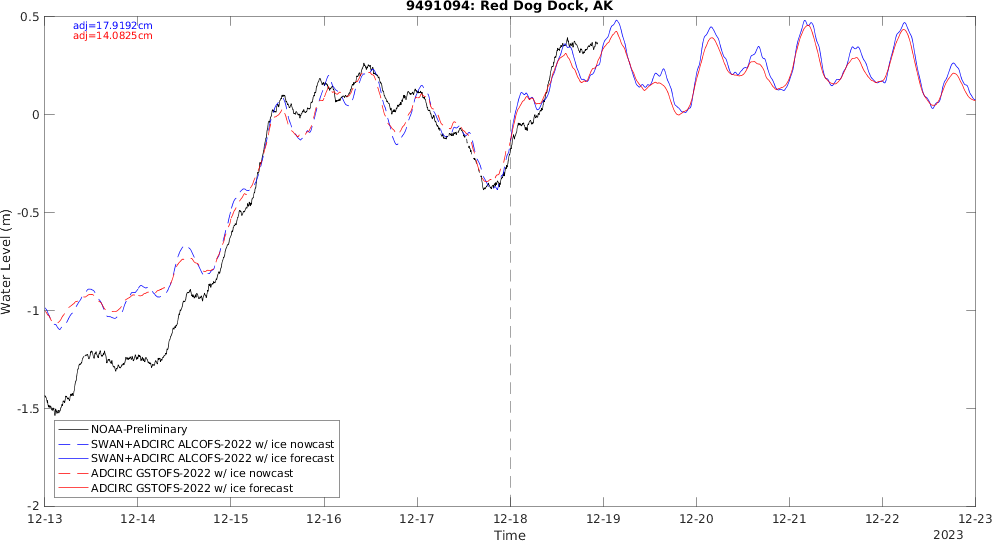 9491094: Red Dog Dock, AK
adj=17.9192cm
adj=14.0825cm
0.5
0
-0.5
-1
-1.5
-2
Water Level (m)
NOAA-Preliminary
SWAN+ADCIRC ALCOFS-2022 w/ ice nowcast
SWAN+ADCIRC ALCOFS-2022 w/ ice forecast
ADCIRC GSTOFS-2022 w/ ice nowcast
ADCIRC GSTOFS-2022 w/ ice forecast
12-13 12-14 12-15 12-16 12-17 12-18 12-19 12-20 12-21 12-22 12-23
Time
2023